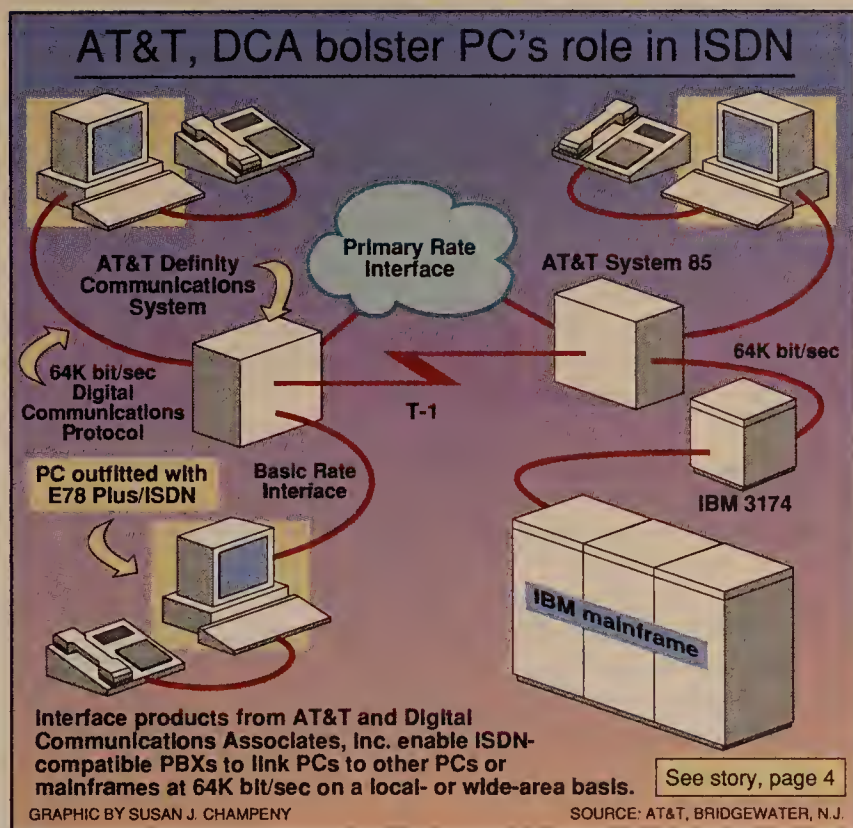 AT&T, DCA bolster PC's role in ISDN
Primary Rate
Interface
AT&T Definity
Communications
System
AT&T System 85
64K bit/sec
Digital
Communications
Protocol
64K bit/sec
T-1
PC outfitted with
E78 Plus/ISDN
Basic Rate
Interface
IBM 3174
IBM mainframe
Interface products from AT&T and Digital
Communications Associates, Inc. enable ISDN-
compatible PBXs to link PCs to other PCs or
mainframes at 64K bit/sec on a local- or wide-area basis.
See story, page 4
GRAPHIC BY SUSAN J. CHAMPENY
SOURCE: AT&T, BRIDGEWATER, N.J.